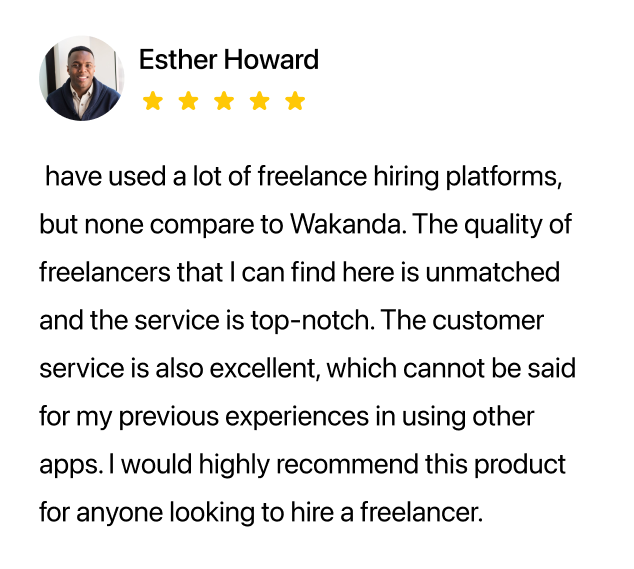 Esther Howard
have used a lot of freelance hiring platforms,
but none compare to Wakanda. The quality of
freelancers that I can find here is unmatched
and the service is top-notch. The customer
service is also excellent, which cannot be said
for my previous experiences in using other
apps. I would highly recommend this product
for anyone looking to hire a freelancer.